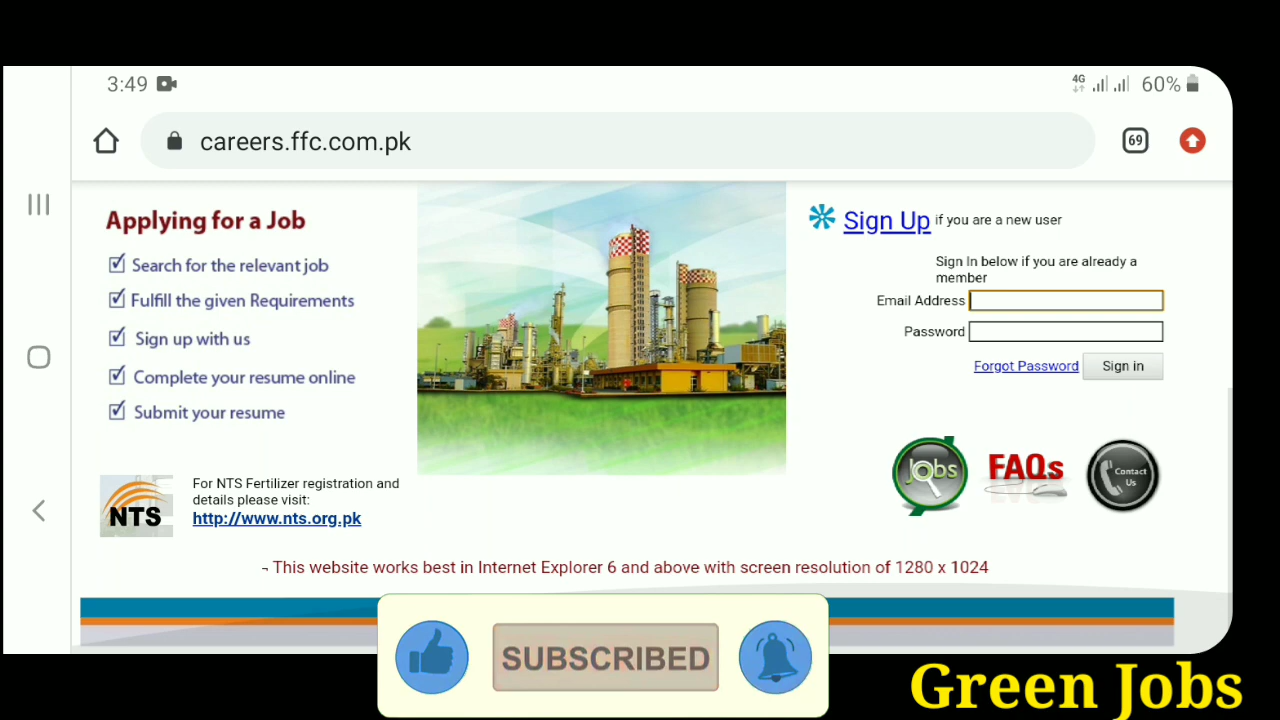 3:49
4G
60%
careers.ffc.com.pk
69
Applying for a Job
Search for the relevant job
Fulfill the given Requirements
Sign up with us
Complete your resume online
Submit your resume
Sign Up if you are a new user
Sign In below if you are already a
member
Email Address
Password
Forgot Password
Sign in
Jobs
FAQs
Contact
Us
NTS
For NTS Fertilizer registration and
details please visit:
http://www.nts.org.pk
¬ This website works best in Internet Explorer 6 and above with screen resolution of 1280 x 1024
SUBSCRIBED
Green Jobs